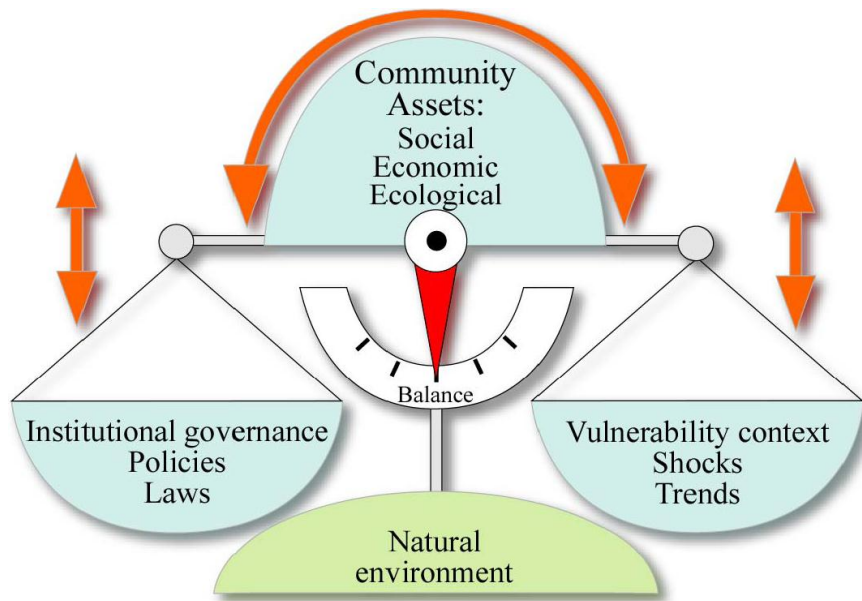 Community
Assets:
Social
Economic
Ecological
Balance
Institutional governance
Policies
Laws
Vulnerability context
Shocks
Trends
Natural
environment